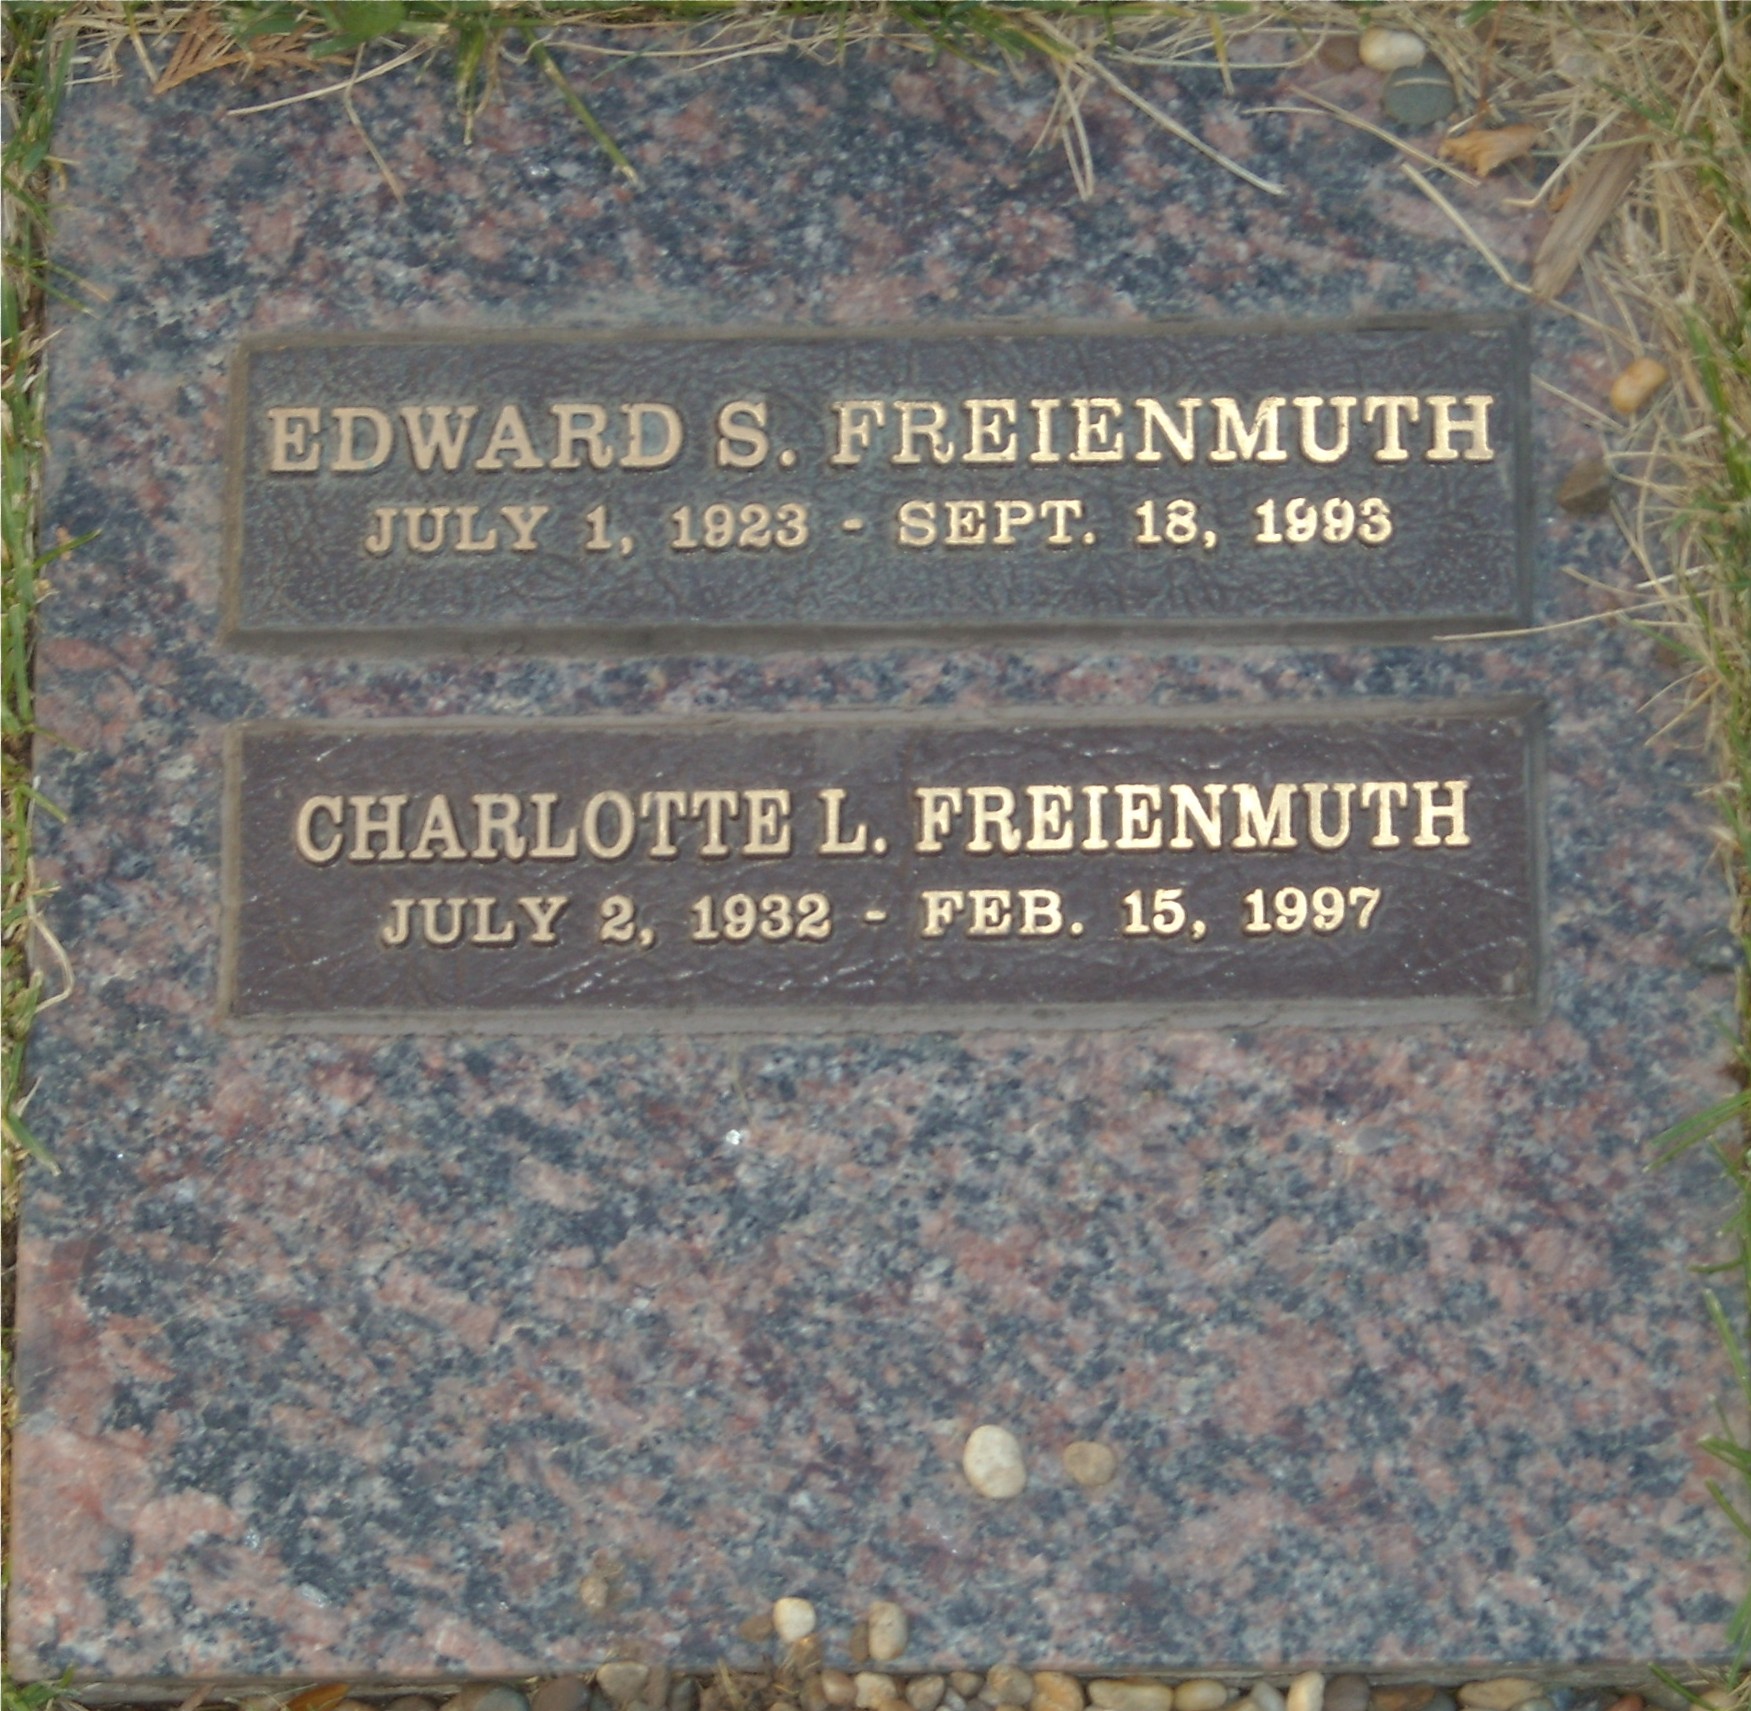 EDWARD S. FREIENMUTH
JULY 1, 1923 - SEPT. 18, 1993
CHARLOTTE L. FREIENMUTH
JULY 2, 1932 - FEB. 15, 1997